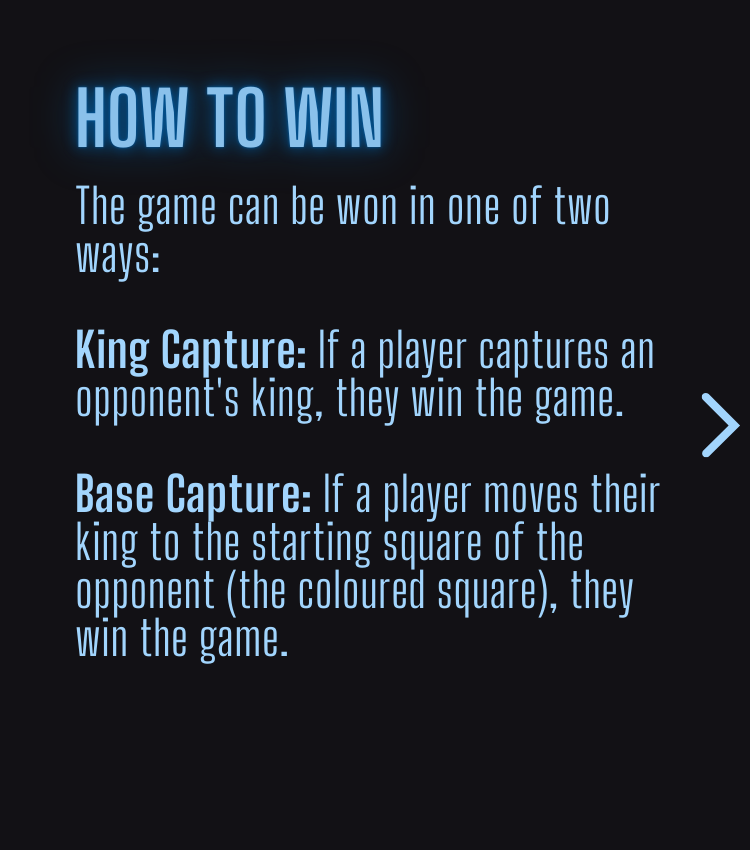 HOW TO WIN
The game can be won in one of two
ways:
King Capture: If a player captures an
opponent's king, they win the game.
Base Capture: If a player moves their
king to the starting square of the
opponent (the coloured square), they
win the game.